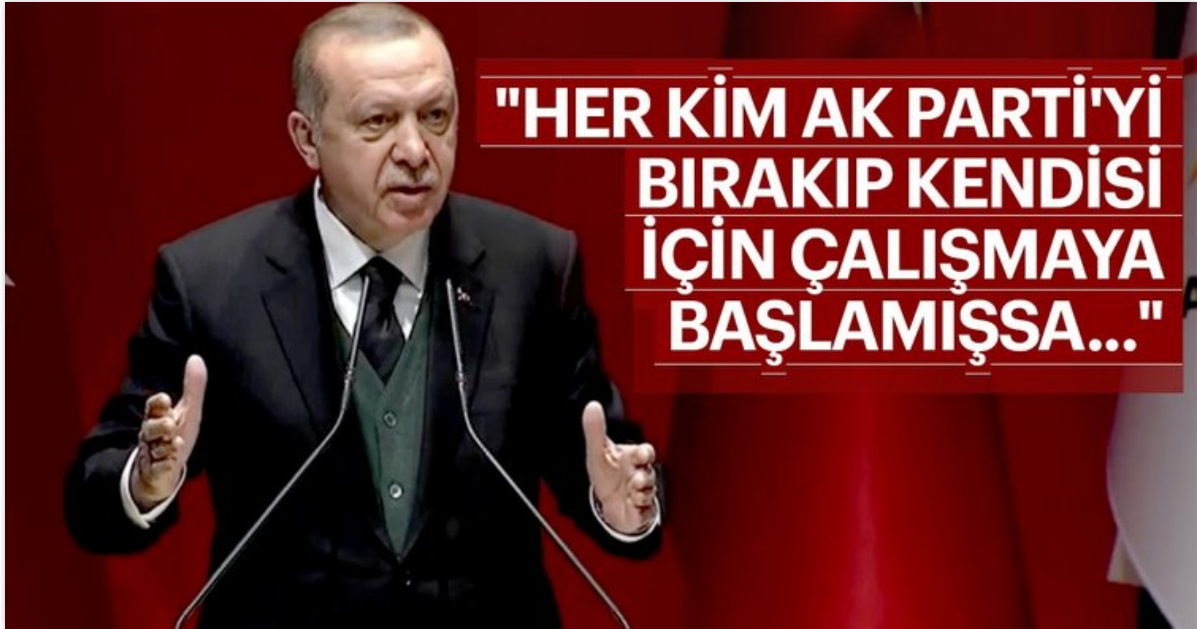 "HER KİM AK PARTİ'Yİ
BIRAKIP KENDİSİ
İÇİN ÇALIŞMAYA
BAŞLAMIŞSA..."